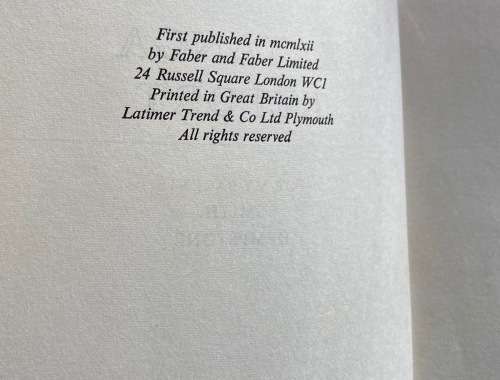 First published in mcmlxii
by Faber and Faber Limited
24 Russell Square London WC1
Printed in Great Britain by
Latimer Trend & Co Ltd Plymouth
All rights reserved